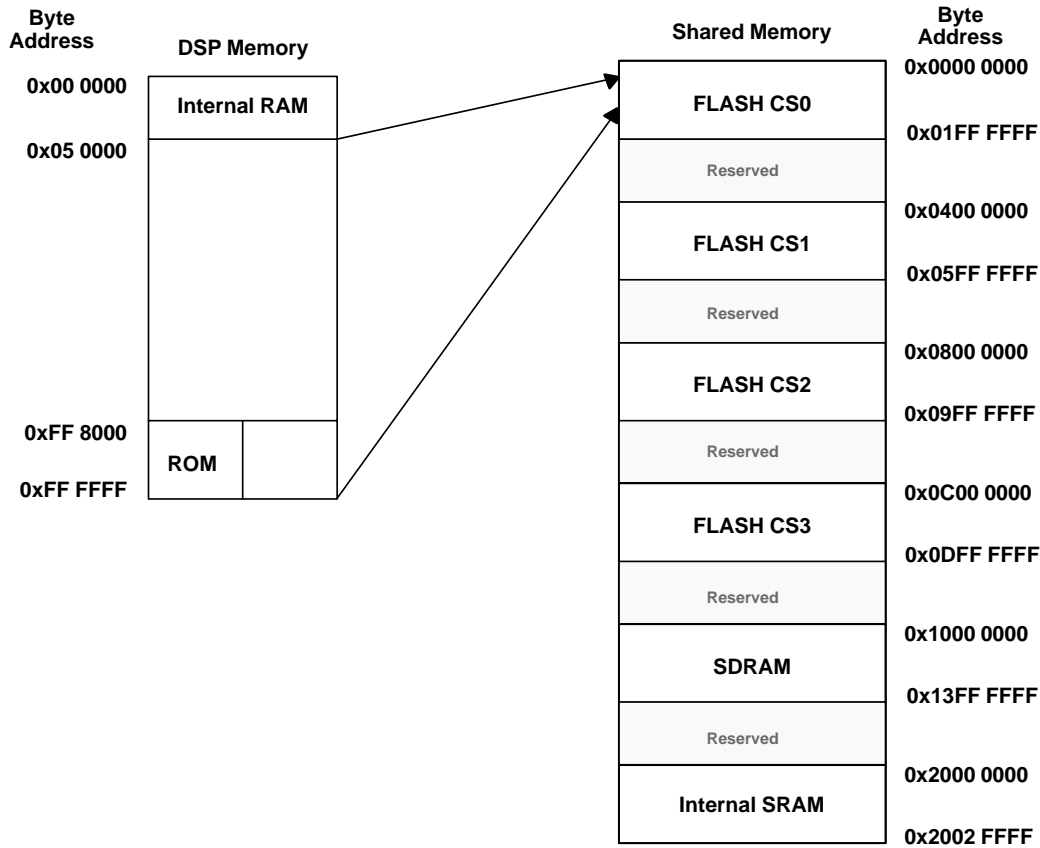 Byte
Address
DSP Memory
0x00 0000
Internal RAM
0x05 0000
0xFF 8000
ROM
0xFF FFFF
Shared Memory
Byte
Address
0x0000 0000
FLASH CS0
0x01FF FFFF
Reserved
0x0400 0000
FLASH CS1
0x05FF FFFF
Reserved
0x0800 0000
FLASH CS2
0x09FF FFFF
Reserved
0x0C00 0000
FLASH CS3
0x0DFF FFFF
Reserved
0x1000 0000
SDRAM
0x13FF FFFF
Reserved
0x2000 0000
Internal SRAM
0x2002 FFFF